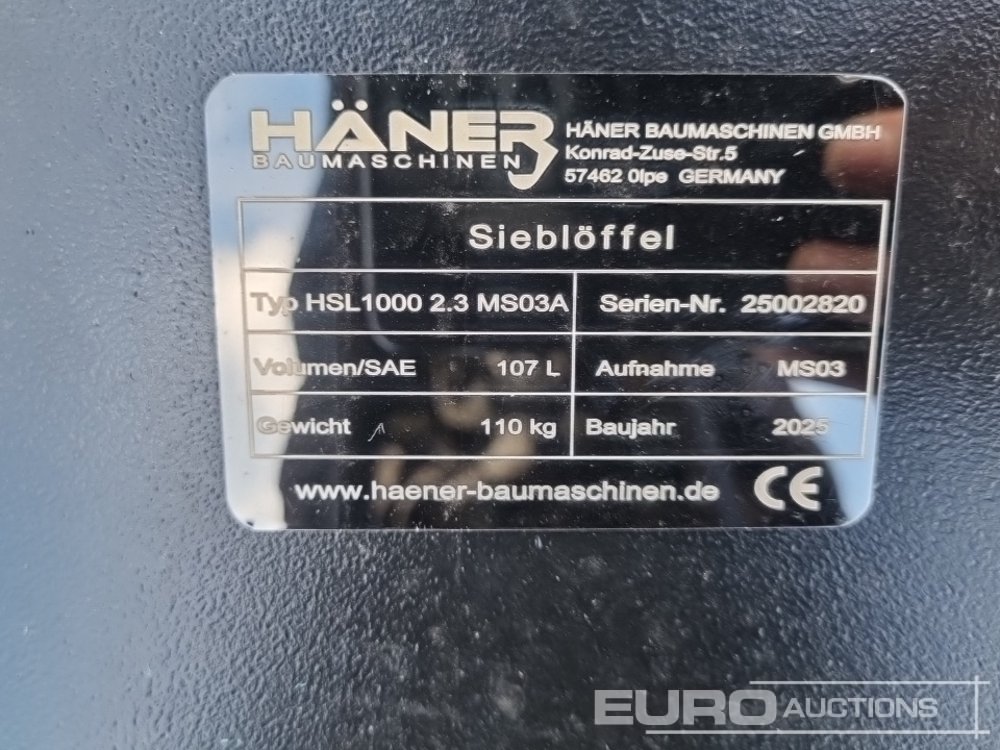 HÄNER
BAUMASCHINEN
HÄNER BAUMASCHINEN GMBH
Konrad-Zuse-Str.5
57462 Olpe GERMANY
Sieblöffel
Typ HSL1000 2.3 MS03A Serien-Nr. 25002820
Volumen/SAE 107 L Aufnahme MS03
Gewicht 110 kg Baujahr 2025
www.haener-baumaschinen.de CE
EURO AUCTIONS